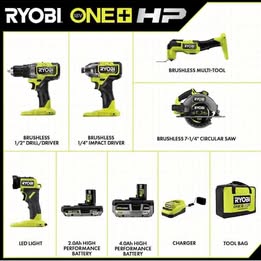 RYOBI 18V ONE+ HP
BRUSHLESS MULTI-TOOL
BRUSHLESS
1/2" DRILL/DRIVER
BRUSHLESS
1/4" IMPACT DRIVER
BRUSHLESS 7-1/4" CIRCULAR SAW
LED LIGHT
2.0Ah HIGH
PERFORMANCE
BATTERY
4.0Ah HIGH
PERFORMANCE
BATTERY
CHARGER
TOOL BAG